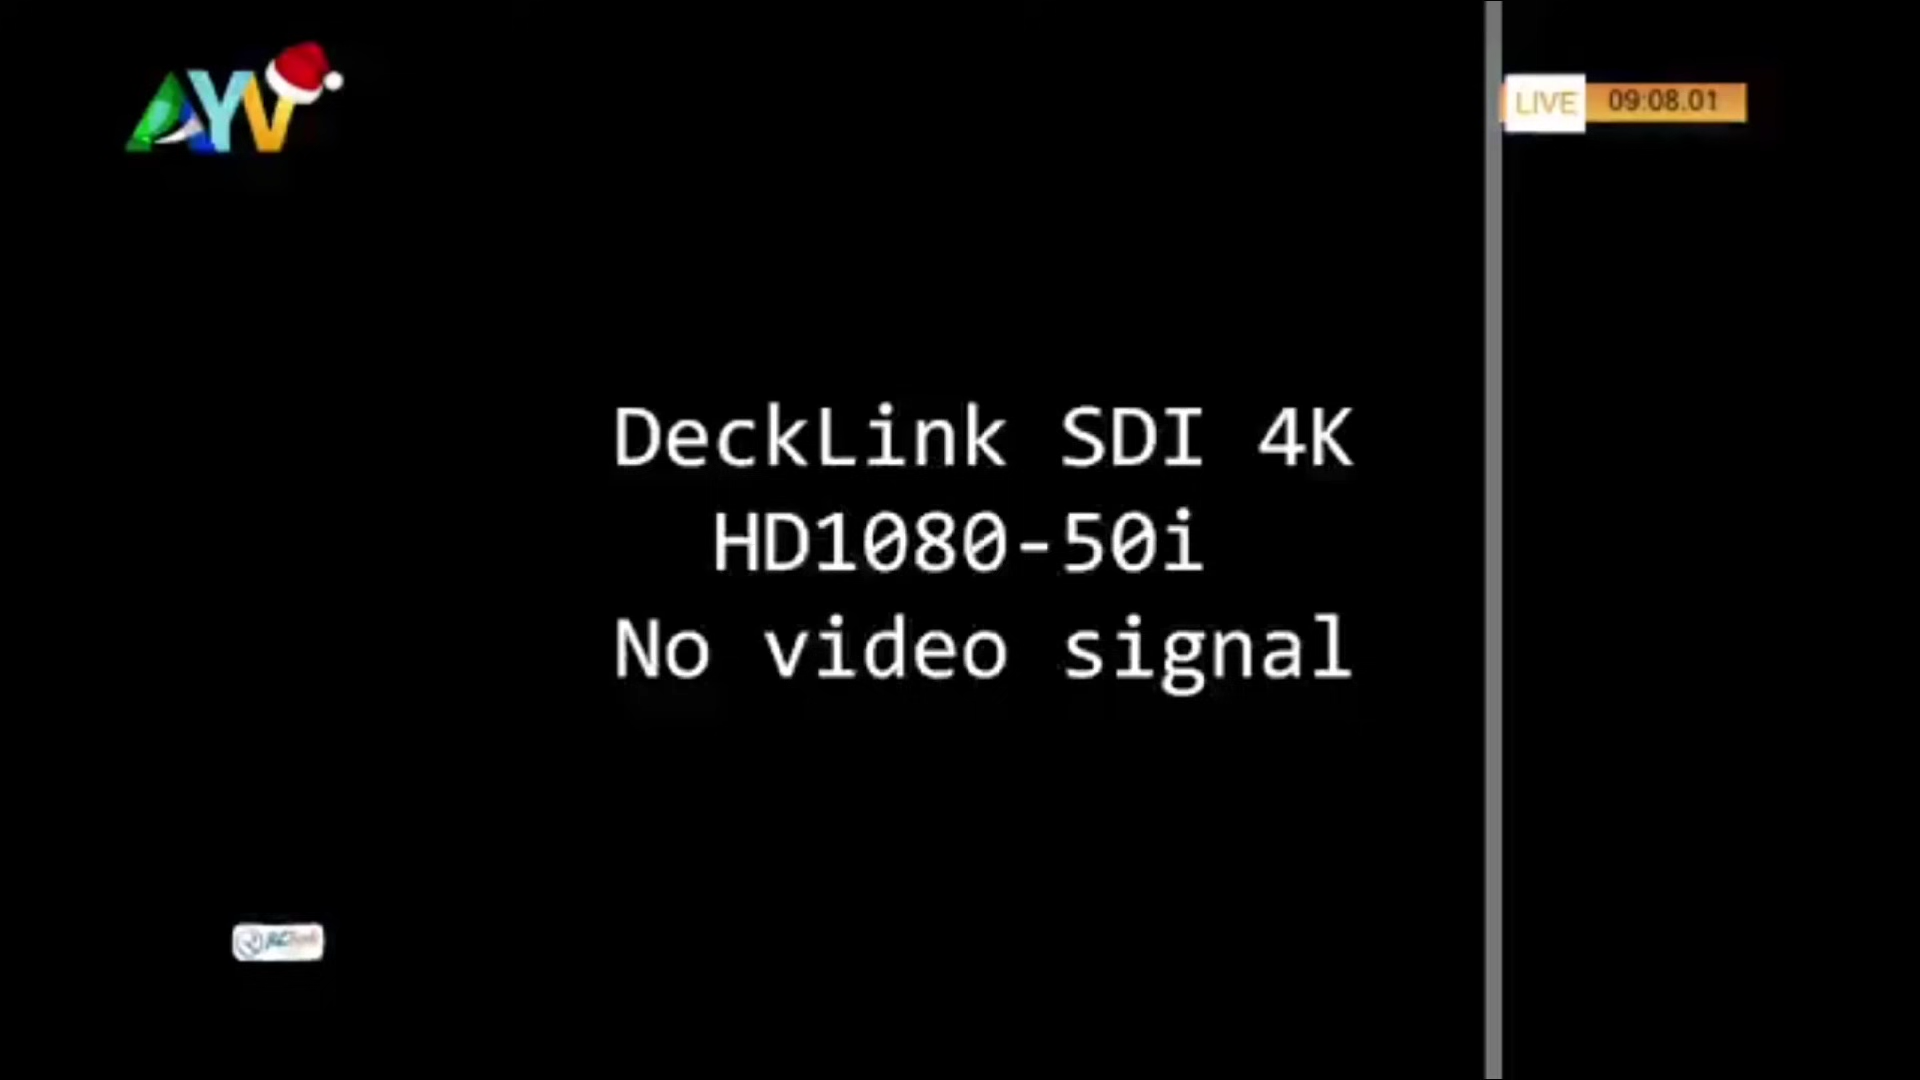 AYV
LIVE 09:08.01
DeckLink SDI 4K
HD1080-50i
No video signal